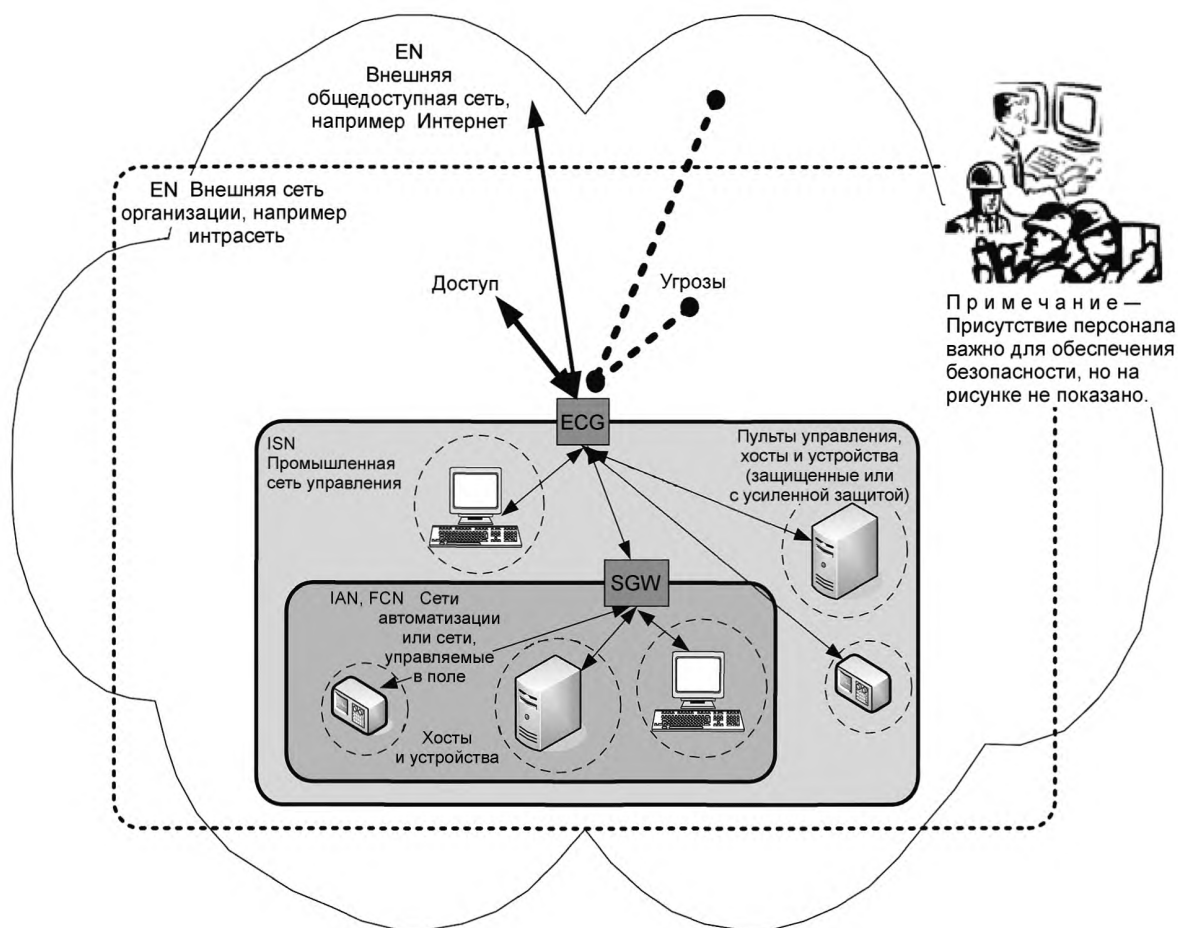 EN
Внешняя
общедоступная сеть,
например Интернет
EN Внешняя сеть
организации, например
интрасеть
Доступ
Угрозы
П р и м е ч а н и е —
Присутствие персонала
важно для обеспечения
безопасности, но на
рисунке не показано.
ECG
ISN
Промышленная
сеть управления
Пульты управления,
хосты и устройства
(защищенные или
с усиленной защитой)
SGW
IAN, FCN Сети
автоматизации
или сети,
управляемые
в поле
Хосты
и устройства